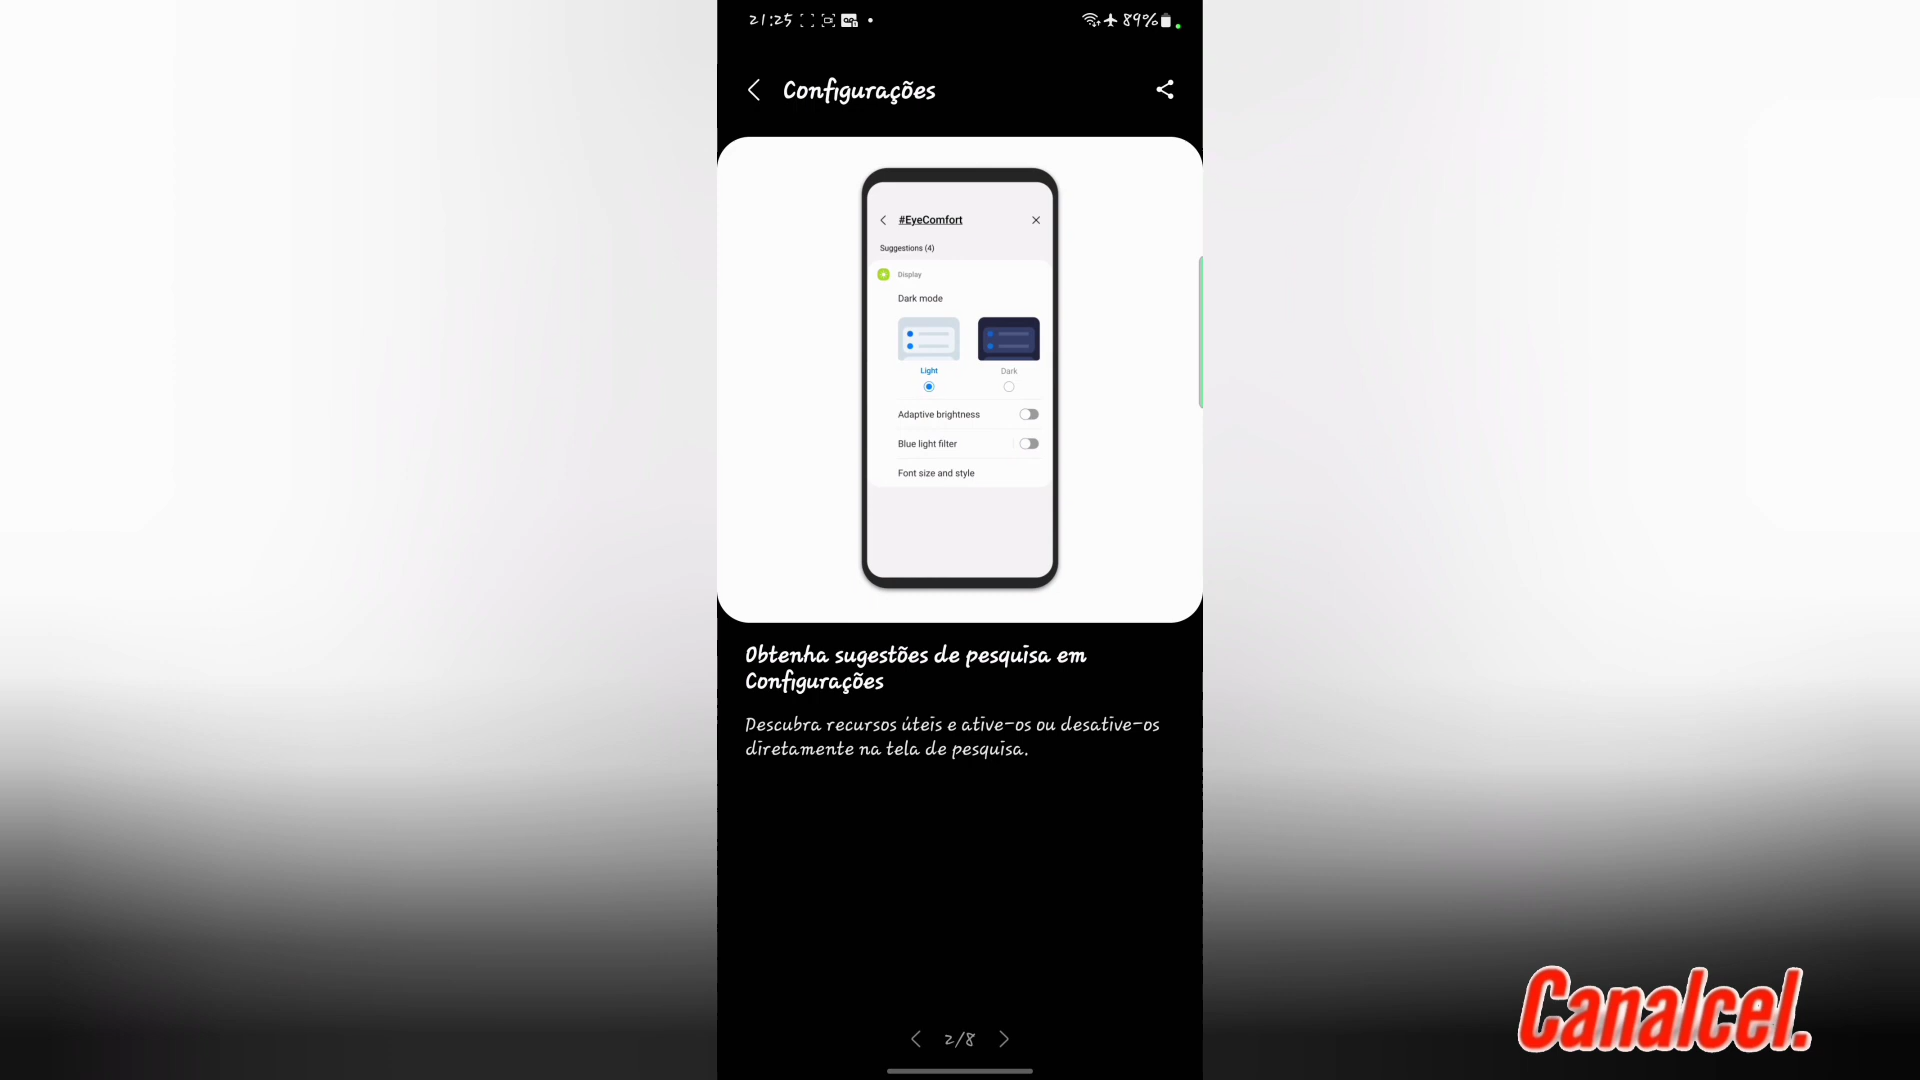 21:25
89%
Configurações
#EyeComfort
Suggestions (4)
Display
Dark mode
Light
Dark
Adaptive brightness
Blue light filter
Font size and style
Obtenha sugestões de pesquisa em
Configurações
Descubra recursos úteis e ative-os ou desative-os
diretamente na tela de pesquisa.
2/8
Canalcel.